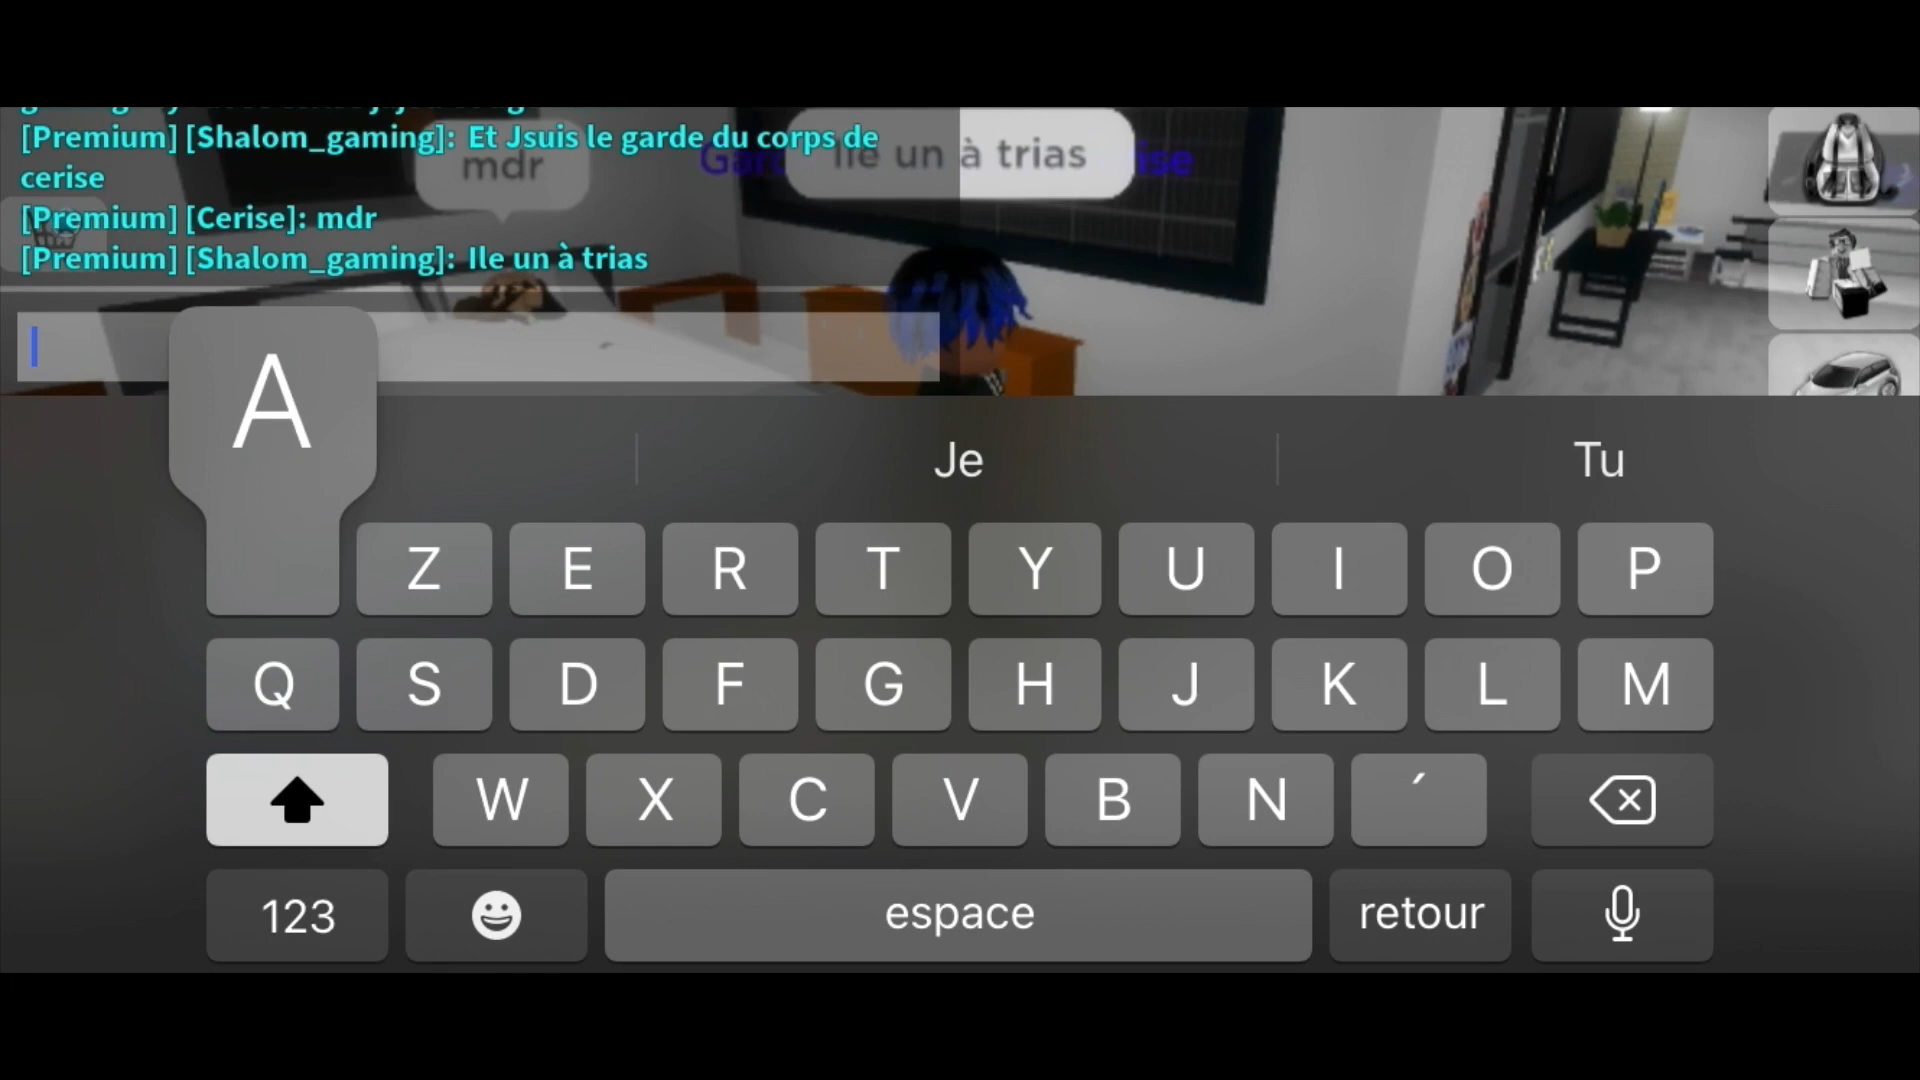 [Premium] [Shalom_gaming]: Et Jsuis le garde du corps de
cerise
[Premium] [Cerise]: mdr
[Premium] [Shalom_gaming]: Ile un à trias
mdr
Ile un à trias
A
Je
Tu
Z E R T Y U I O P
Q S D F G H J K L M
W X C V B N ´
123
espace
retour